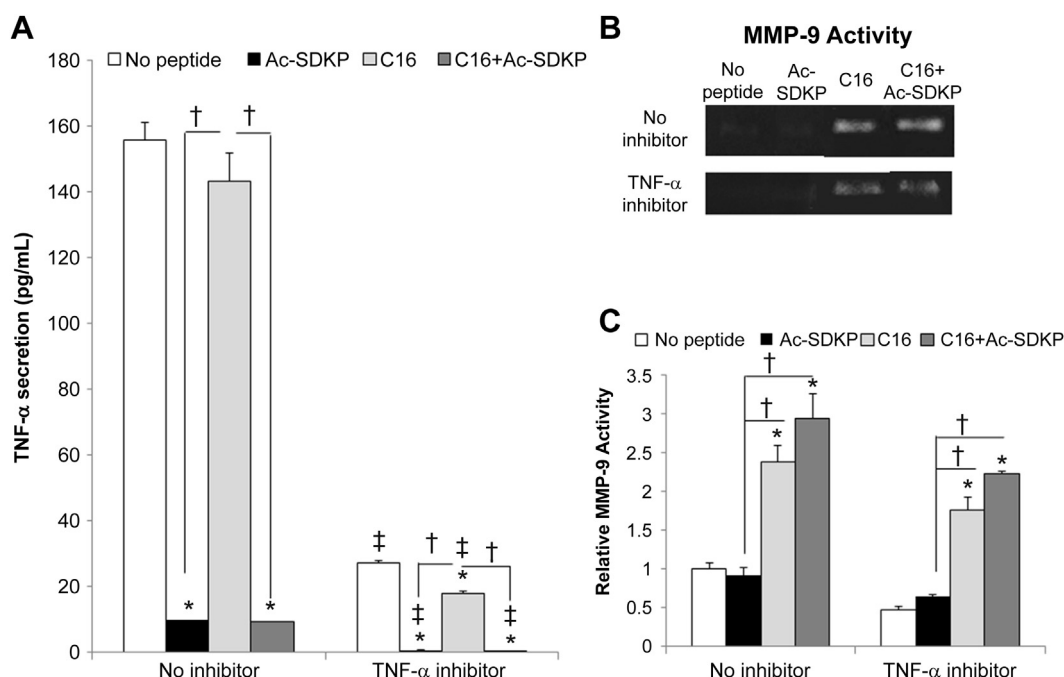 A
□ No peptide ■ Ac-SDKP □ C16 ■ C16+Ac-SDKP
TNF-α secretion (pg/mL)
180
160
140
120
100
80
60
40
20
0
† †
* *
‡ † ‡ †
*
‡ ‡
* *
No inhibitor TNF-α inhibitor
B
MMP-9 Activity
No peptide
Ac-SDKP
C16
C16+
Ac-SDKP
No
inhibitor
TNF-α
inhibitor
C
□ No peptide ■ Ac-SDKP □ C16 ■ C16+Ac-SDKP
Relative MMP-9 Activity
3.5
3
2.5
2
1.5
1
0.5
0
†
† *
*
†
† *
*
No inhibitor TNF-α inhibitor